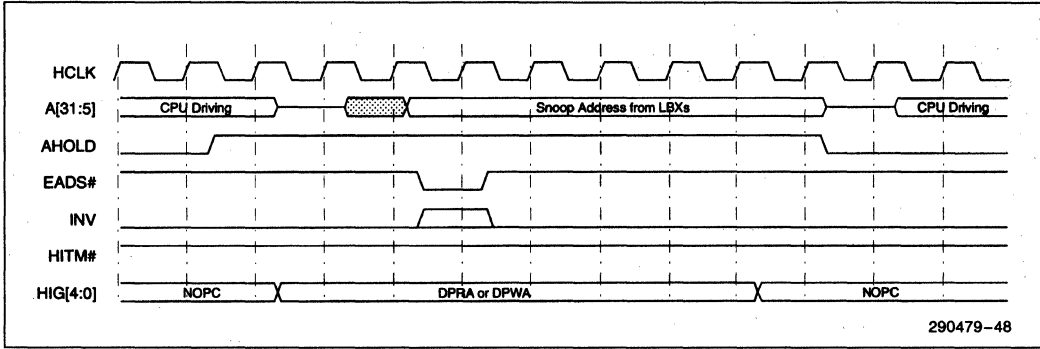 HCLK
A[31:5] CPU Driving Snoop Address from LBXs CPU Driving
AHOLD
EADS#
INV
HITM#
HIG[4:0] NOPC DPRA or DPWA NOPC
290479–48